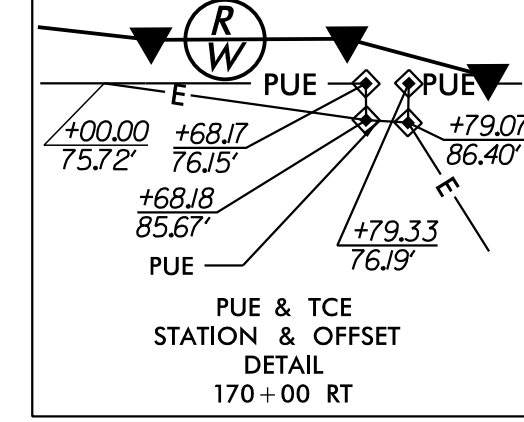 R
W
PUE
PUE
E
+00.00
75.72'
+68.17
76.15'
+79.07
86.40'
E
+68.18
85.67'
+79.33
76.19'
PUE
PUE & TCE
STATION & OFFSET
DETAIL
170+00 RT